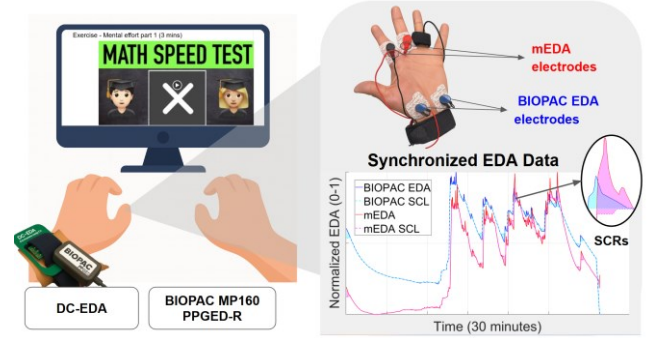 Exercise - Mental effort part 1 (3 mins)
MATH SPEED TEST
DC-EDA
BIOPAC
DC-EDA
BIOPAC MP160
PPGED-R
mEDA
electrodes
BIOPAC EDA
electrodes
Synchronized EDA Data
Normalized EDA (0-1)
BIOPAC EDA
BIOPAC SCL
mEDA
mEDA SCL
SCRs
Time (30 minutes)